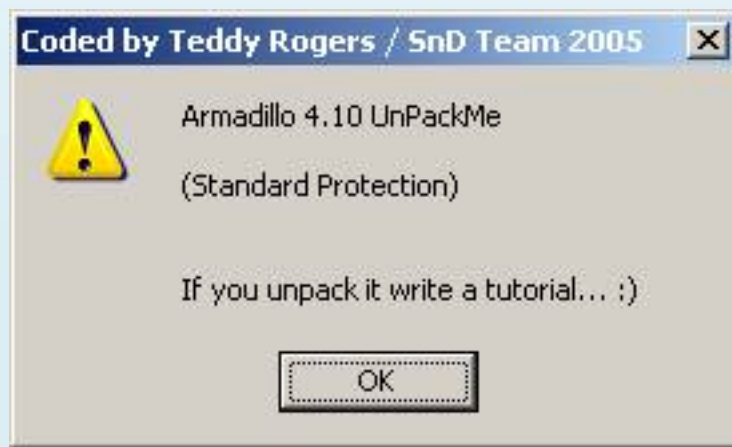 Coded by Teddy Rogers / SnD Team 2005
Armadillo 4.10 UnPackMe
(Standard Protection)
If you unpack it write a tutorial... :)
OK